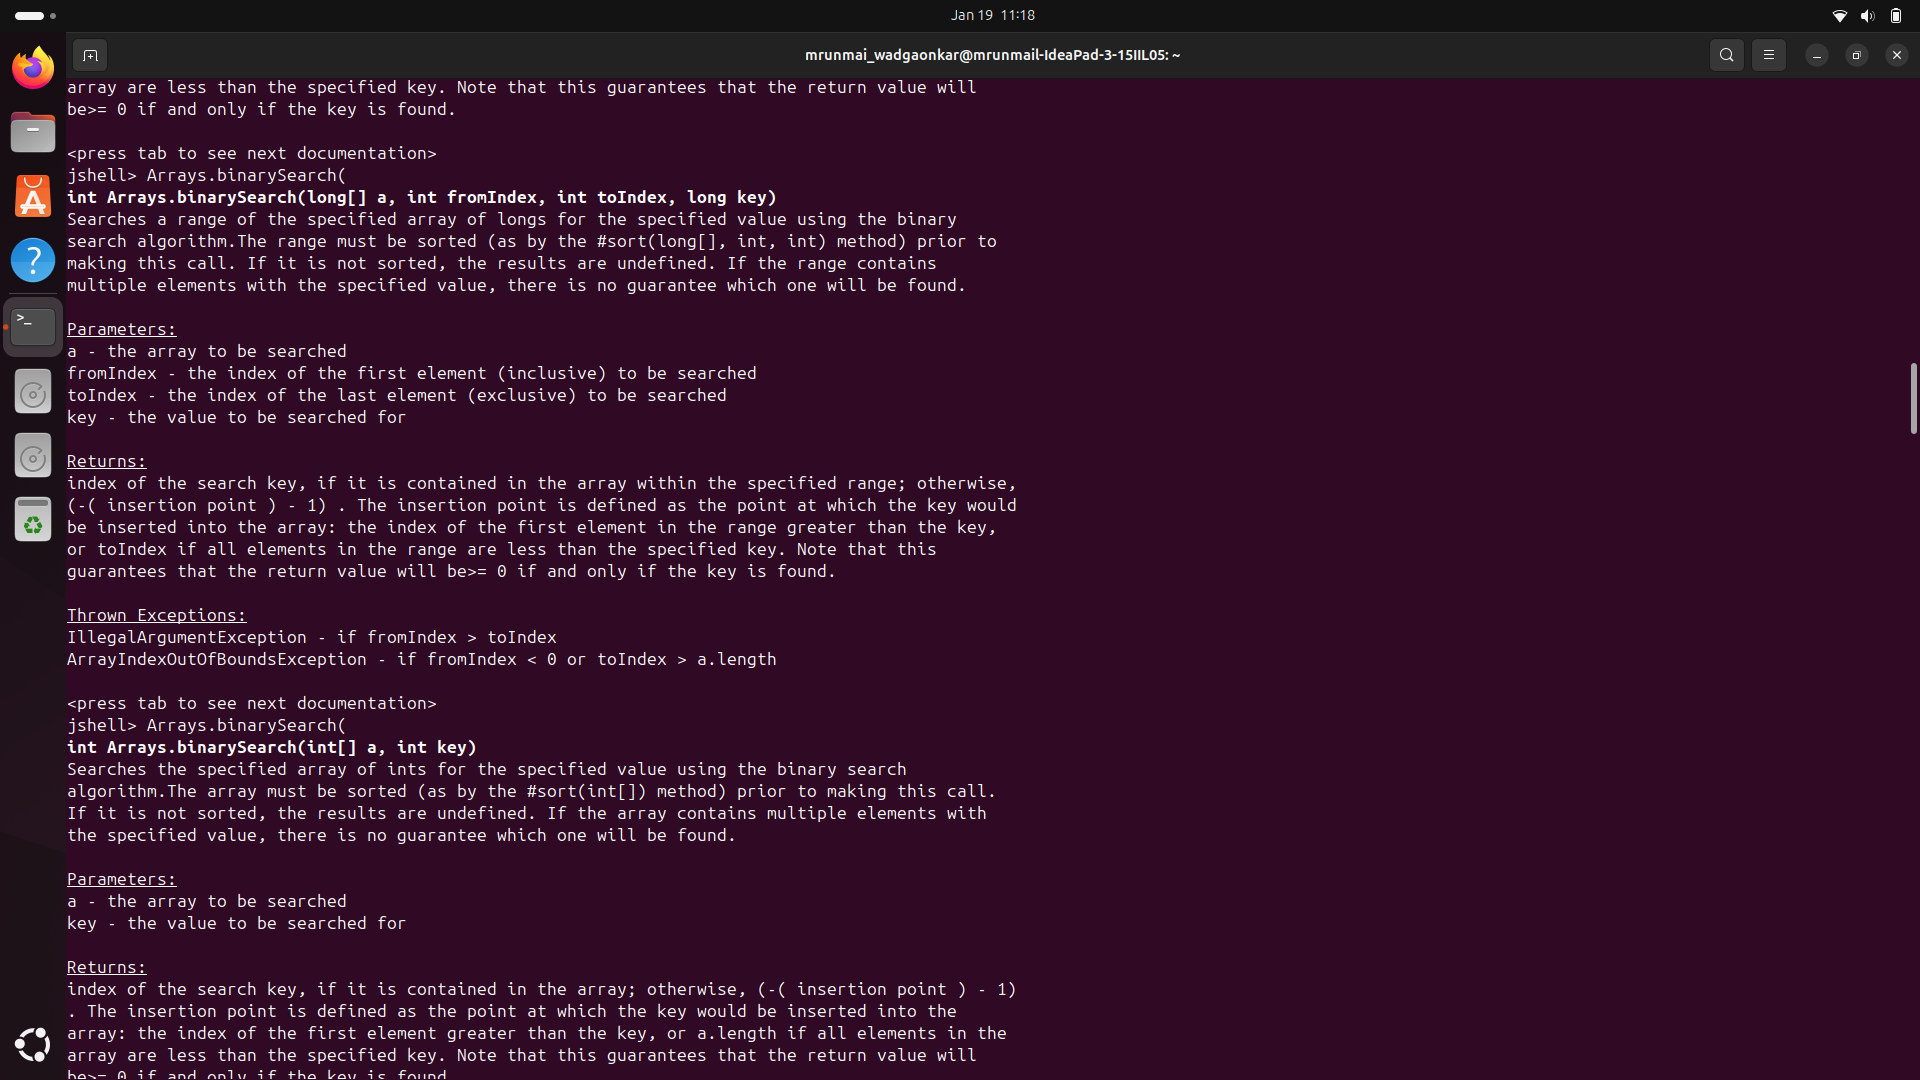 Jan 19 11:18
mrunmai_wadgaonkar@mrunmail-IdeaPad-3-15IIL05: ~
array are less than the specified key. Note that this guarantees that the return value will
be>= 0 if and only if the key is found.
<press tab to see next documentation>
jshell> Arrays.binarySearch(
int Arrays.binarySearch(long[] a, int fromIndex, int toIndex, long key)
Searches a range of the specified array of longs for the specified value using the binary
search algorithm.The range must be sorted (as by the #sort(long[], int, int) method) prior to
making this call. If it is not sorted, the results are undefined. If the range contains
multiple elements with the specified value, there is no guarantee which one will be found.
Parameters:
a - the array to be searched
fromIndex - the index of the first element (inclusive) to be searched
toIndex - the index of the last element (exclusive) to be searched
key - the value to be searched for
Returns:
index of the search key, if it is contained in the array within the specified range; otherwise,
(-( insertion point ) - 1) . The insertion point is defined as the point at which the key would
be inserted into the array: the index of the first element in the range greater than the key,
or toIndex if all elements in the range are less than the specified key. Note that this
guarantees that the return value will be>= 0 if and only if the key is found.
Thrown Exceptions:
IllegalArgumentException - if fromIndex > toIndex
ArrayIndexOutOfBoundsException - if fromIndex < 0 or toIndex > a.length
<press tab to see next documentation>
jshell> Arrays.binarySearch(
int Arrays.binarySearch(int[] a, int key)
Searches the specified array of ints for the specified value using the binary search
algorithm.The array must be sorted (as by the #sort(int[]) method) prior to making this call.
If it is not sorted, the results are undefined. If the array contains multiple elements with
the specified value, there is no guarantee which one will be found.
Parameters:
a - the array to be searched
key - the value to be searched for
Returns:
index of the search key, if it is contained in the array; otherwise, (-( insertion point ) - 1)
. The insertion point is defined as the point at which the key would be inserted into the
array: the index of the first element greater than the key, or a.length if all elements in the
array are less than the specified key. Note that this guarantees that the return value will
be>= 0 if and only if the key is found.